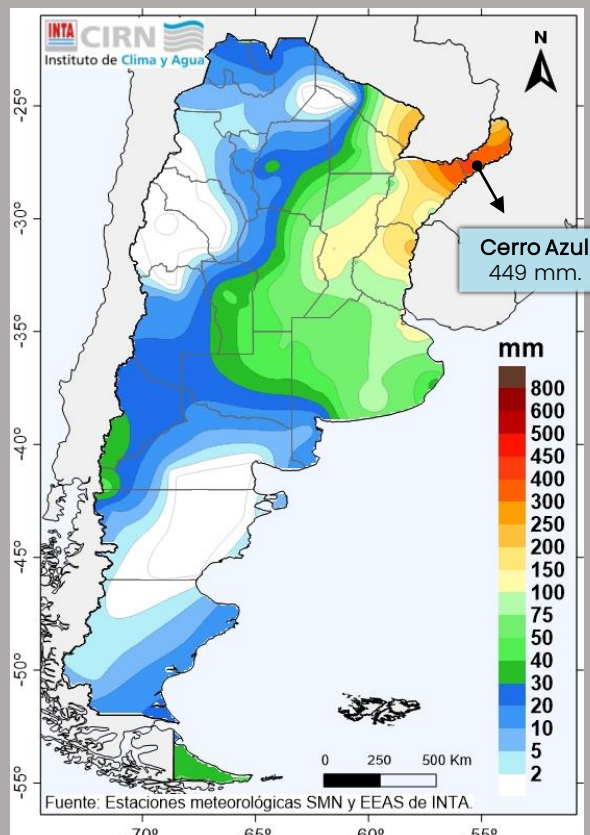 INTA CIRN
Instituto de Clima y Agua
N
25°
30°
35°
40°
45°
50°
55°
Cerro Azul
449 mm.
mm
800
600
500
450
400
300
250
200
150
100
75
50
40
30
20
10
5
2
0 250 500 Km
Fuente: Estaciones meteorológicas SMN y EEAS de INTA.
70° 65° 60° 55°